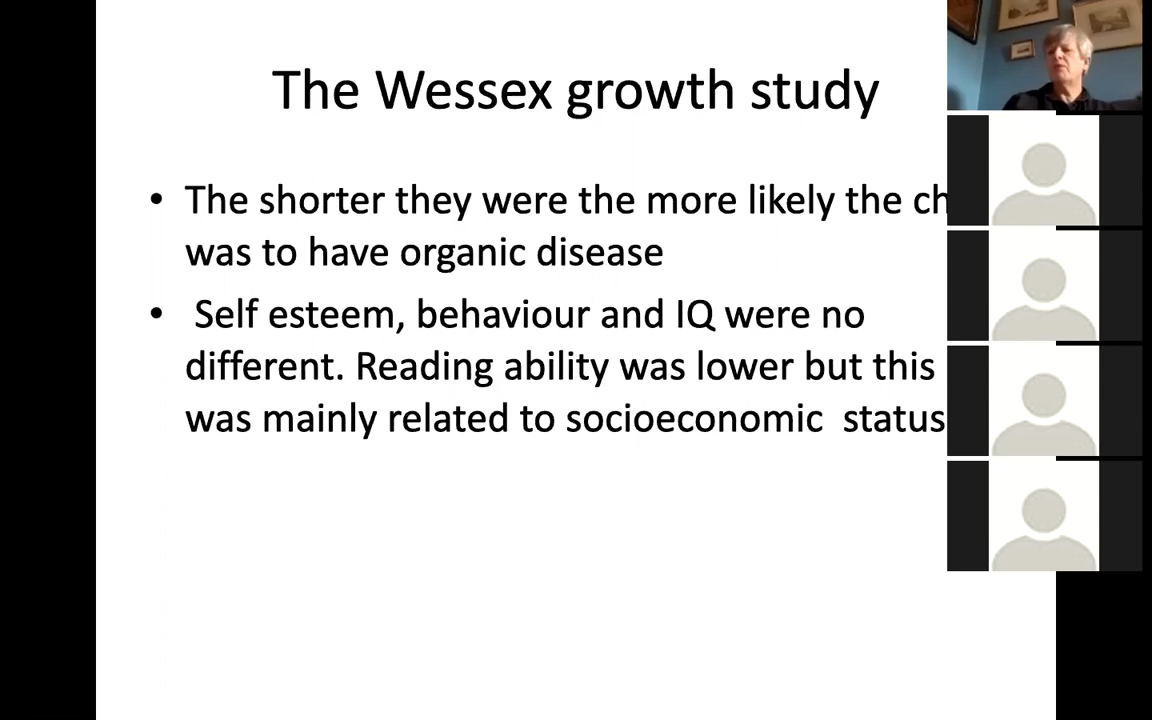 The Wessex growth study
• The shorter they were the more likely the
was to have organic disease
• Self esteem, behaviour and IQ were no
different. Reading ability was lower but this
was mainly related to socioeconomic status